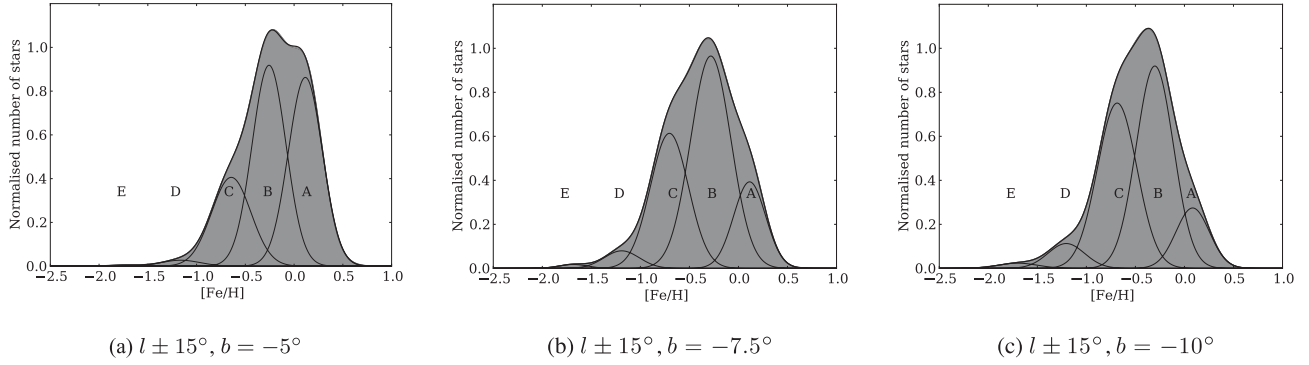 Normalised number of stars
1.0
0.8
0.6
0.4
0.2
0.0
E D C B A
−2.5 −2.0 −1.5 −1.0 −0.5 0.0 0.5 1.0
[Fe/H]
(a) l ± 15°, b = −5°
Normalised number of stars
1.0
0.8
0.6
0.4
0.2
0.0
E D C B A
−2.5 −2.0 −1.5 −1.0 −0.5 0.0 0.5 1.0
[Fe/H]
(b) l ± 15°, b = −7.5°
Normalised number of stars
1.0
0.8
0.6
0.4
0.2
0.0
E D C B A
−2.5 −2.0 −1.5 −1.0 −0.5 0.0 0.5 1.0
[Fe/H]
(c) l ± 15°, b = −10°